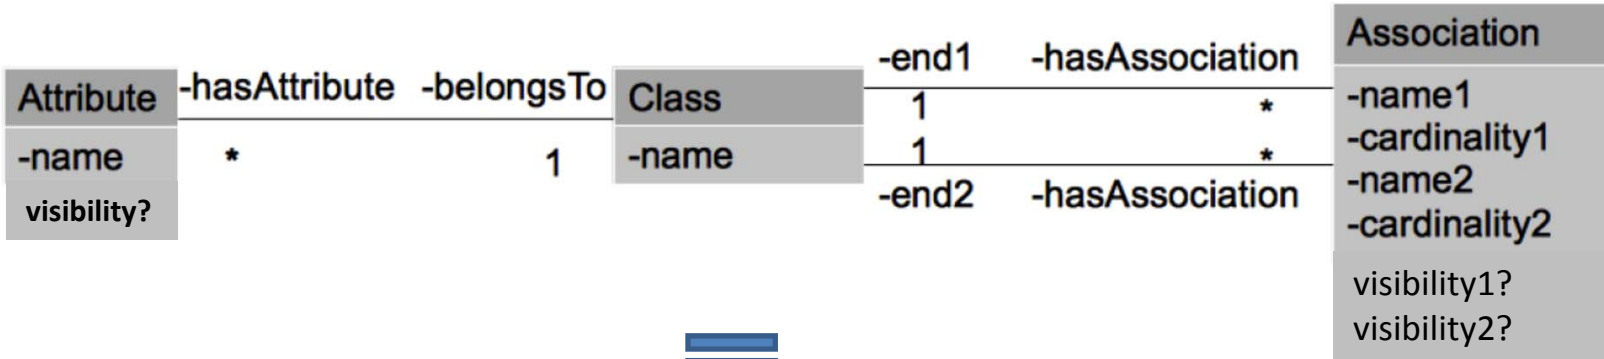 Attribute
-name
visibility?
-hasAttribute -belongsTo
* 1
Class
-name
-end1 -hasAssociation
1 *
1 *
-end2 -hasAssociation
Association
-name1
-cardinality1
-name2
-cardinality2
visibility1?
visibility2?